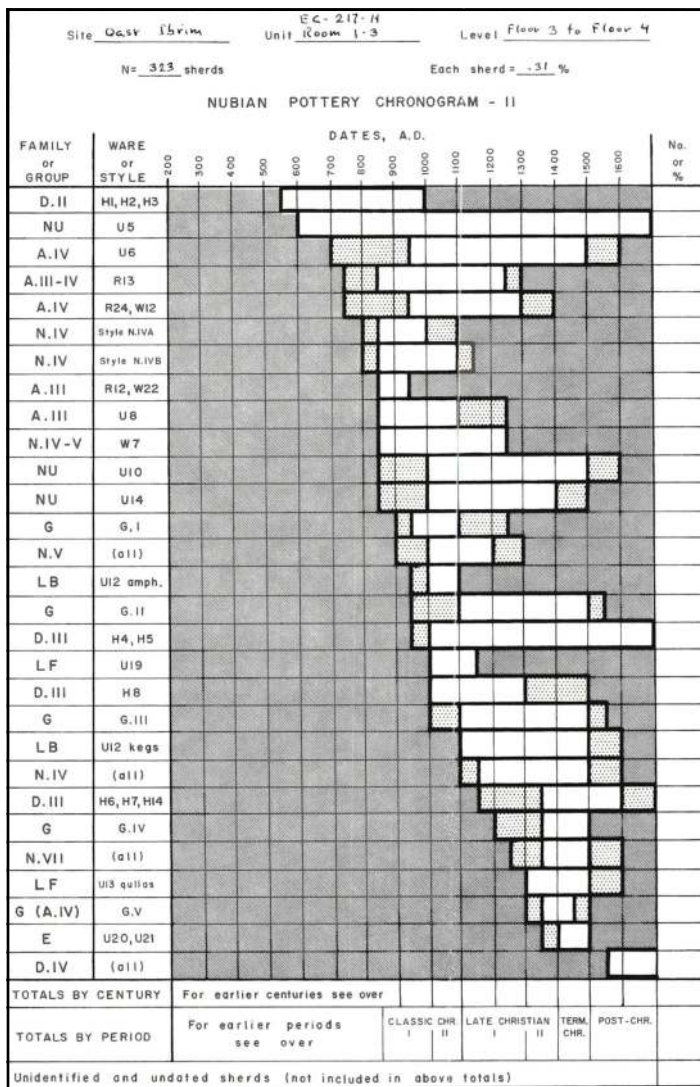 EG-217-H
Site Qasr Ibrim Unit Room 1-3 Level Floor 3 to Floor 4
N= 323 sherds Each sherd= .31 %
NUBIAN POTTERY CHRONOGRAM - II
FAMILY or GROUP WARE or STYLE DATES, A.D. No. or %
200 300 400 500 600 700 800 900 1000 1100 1200 1300 1400 1500 1600
D.II H1, H2, H3
NU U5
A.IV U6
A.III-IV R13
A.IV R24, W12
N.IV Style N.IVA
N.IV Style N.IVB
A.III R12, W22
A.III U8
N.IV-V W7
NU U10
NU U14
G G.I
N.V (all)
LB U12 amph.
G G.II
D.III H4, H5
LF U19
D.III H8
G G.III
LB U12 kegs
N.IV (all)
D.III H6, H7, H14
G G.IV
N.VII (all)
LF U13 qullas
G (A.IV) G.V
E U20, U21
D.IV (all)
TOTALS BY CENTURY For earlier centuries see over
TOTALS BY PERIOD For earlier periods see over CLASSIC CHR. I II LATE CHRISTIAN I II TERM. CHR. POST-CHR.
Unidentified and undated sherds (not included in above totals)